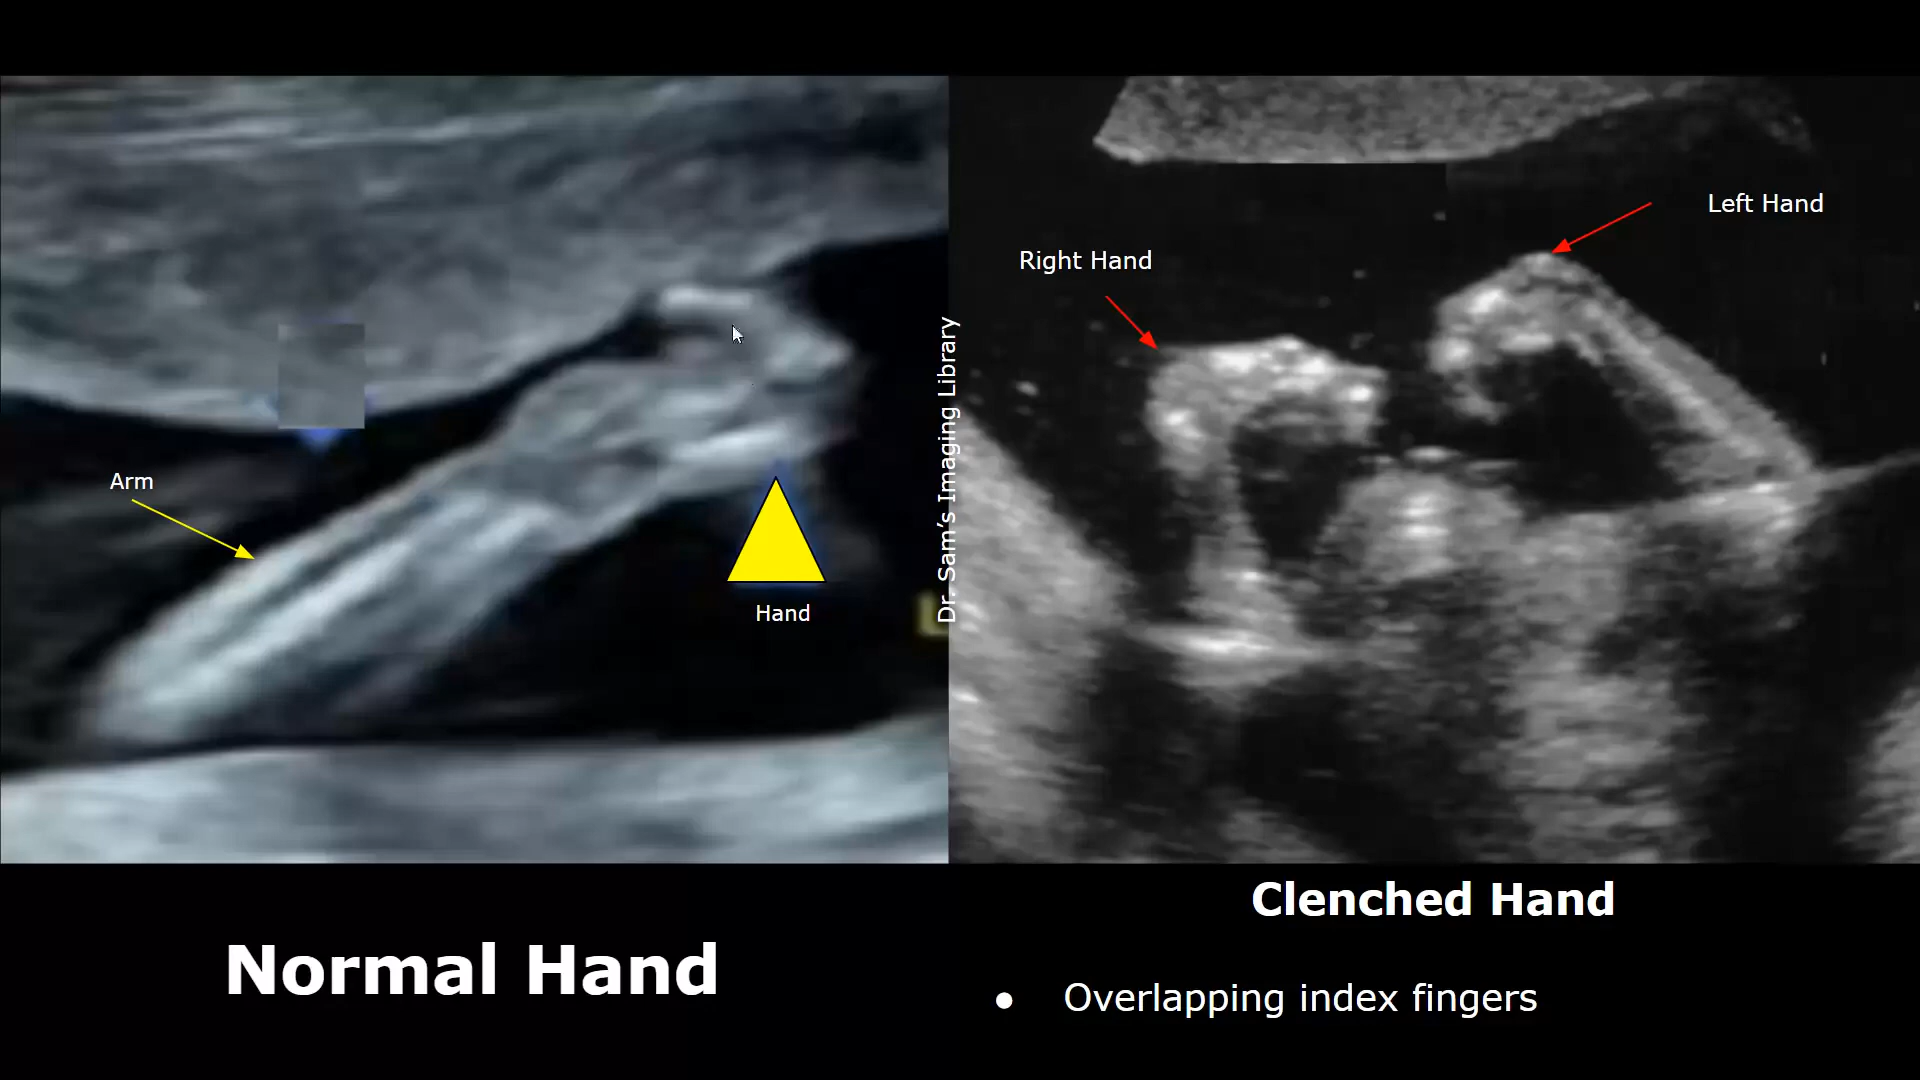 Left Hand
Right Hand
Arm
Hand
Dr. Sam's Imaging Library
L
Normal Hand
Clenched Hand
● Overlapping index fingers